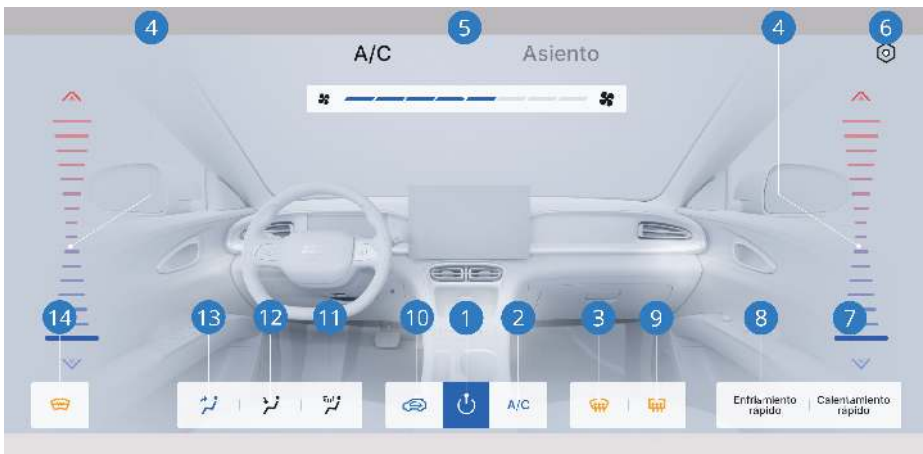 4 5 4 6
A/C Asiento
14 13 12 11 10 1 2 3 9 8 7
A/C Enfriamiento Calentamiento
rápido rápido